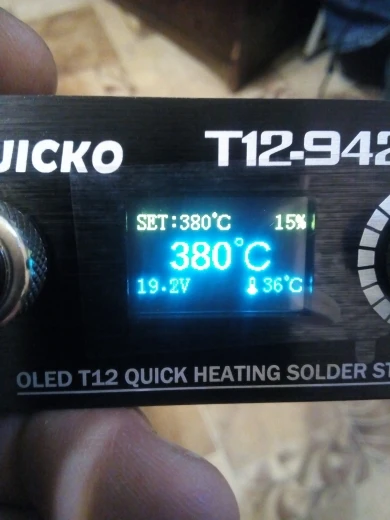 UICKO
T12-942
SET:380°C 15%
380°C
19.2V 36°C
OLED T12 QUICK HEATING SOLDER ST